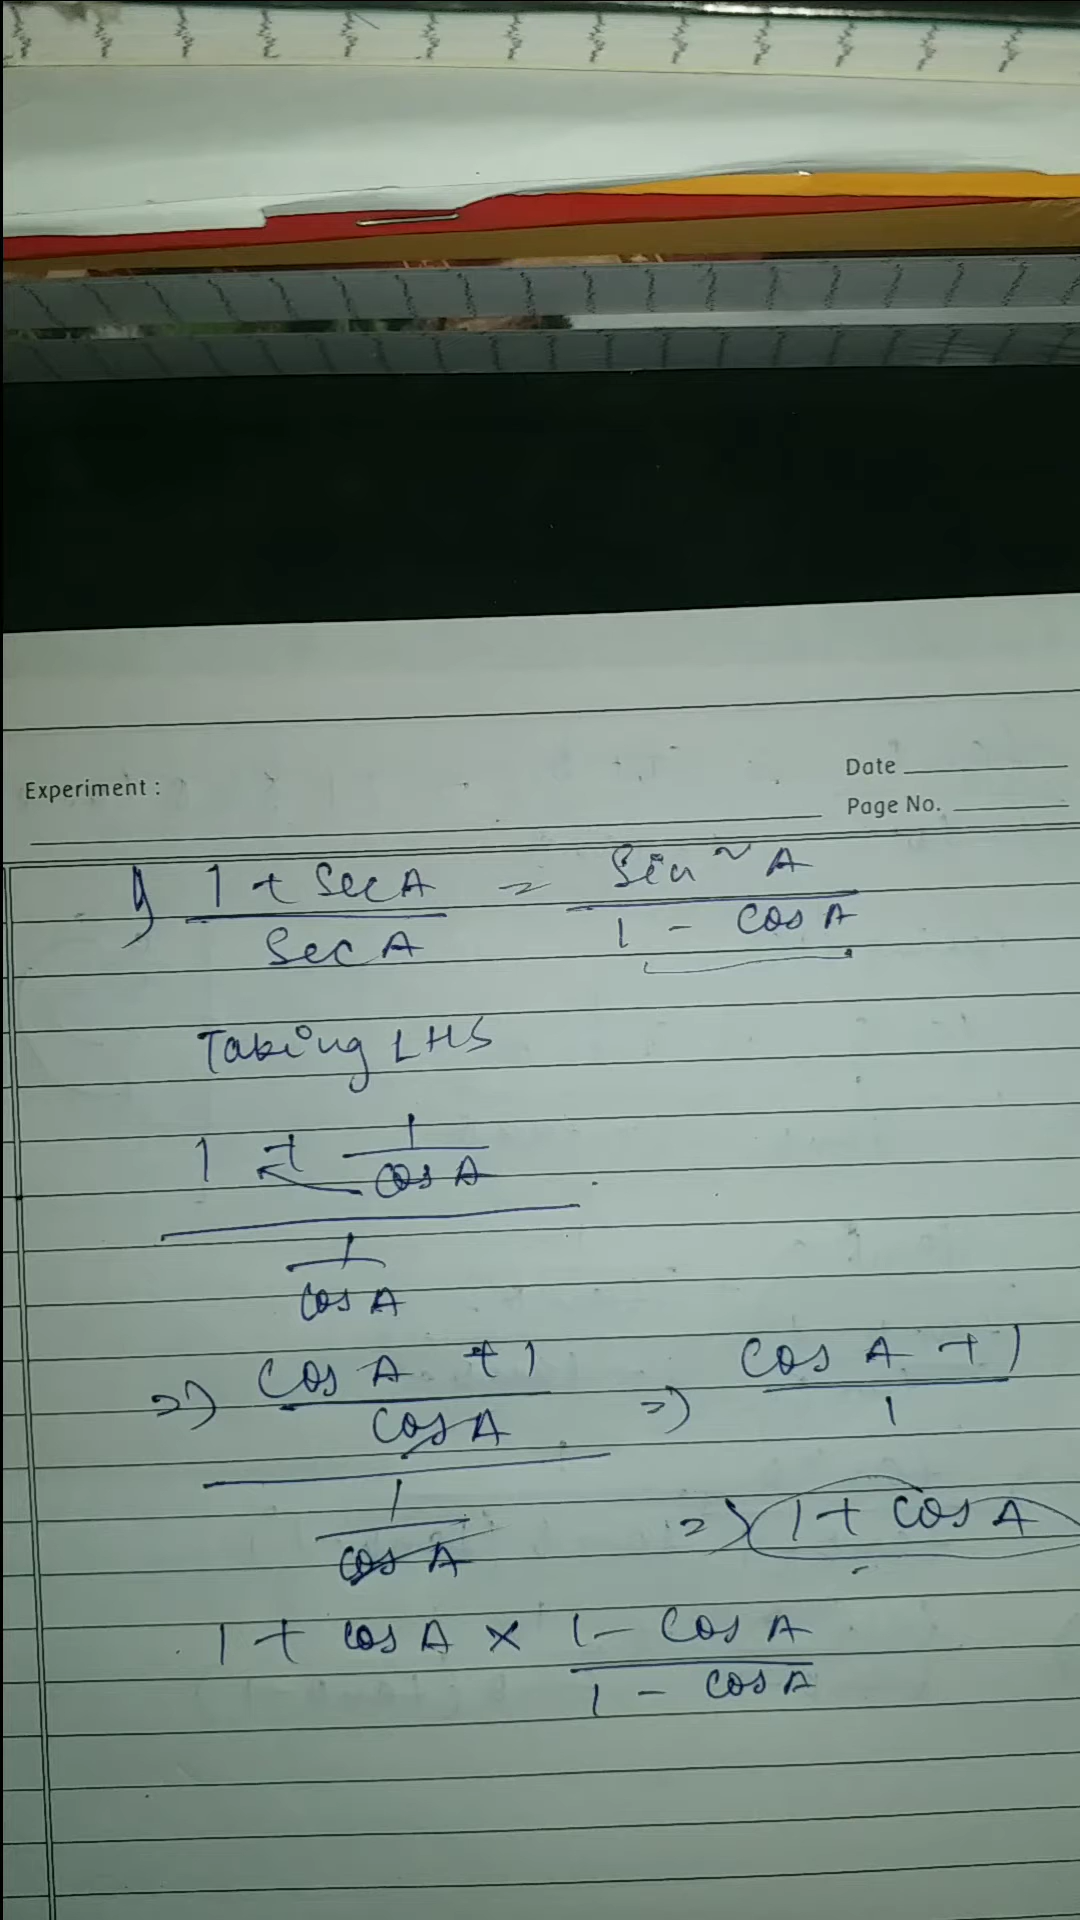 Experiment :
Date
Page No.
1) (1 + Sec A)/(Sec A) = (Sin² A)/(1 - Cos A)
Taking LHS
(1 + 1/(Cos A))/(1/(Cos A))
=> ((Cos A + 1)/(Cos A))/(1/(Cos A)) => (Cos A + 1)/1
=> 1 + Cos A
1 + Cos A × (1 - Cos A)/(1 - Cos A)